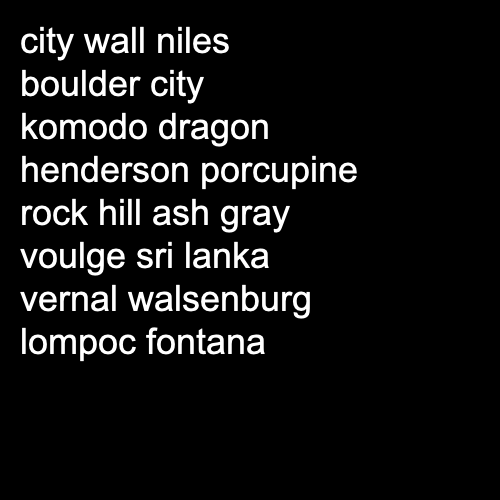 city wall niles
boulder city
komodo dragon
henderson porcupine
rock hill ash gray
voulge sri lanka
vernal walsenburg
lompoc fontana